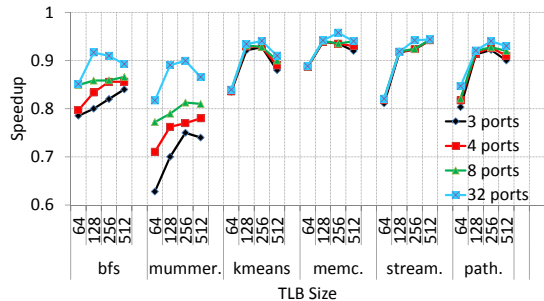 1
0.9
0.8
0.7
0.6
Speedup
3 ports
4 ports
8 ports
32 ports
64 128 256 512 64 128 256 512 64 128 256 512 64 128 256 512 64 128 256 512 64 128 256 512
bfs mummer. kmeans memc. stream. path.
TLB Size